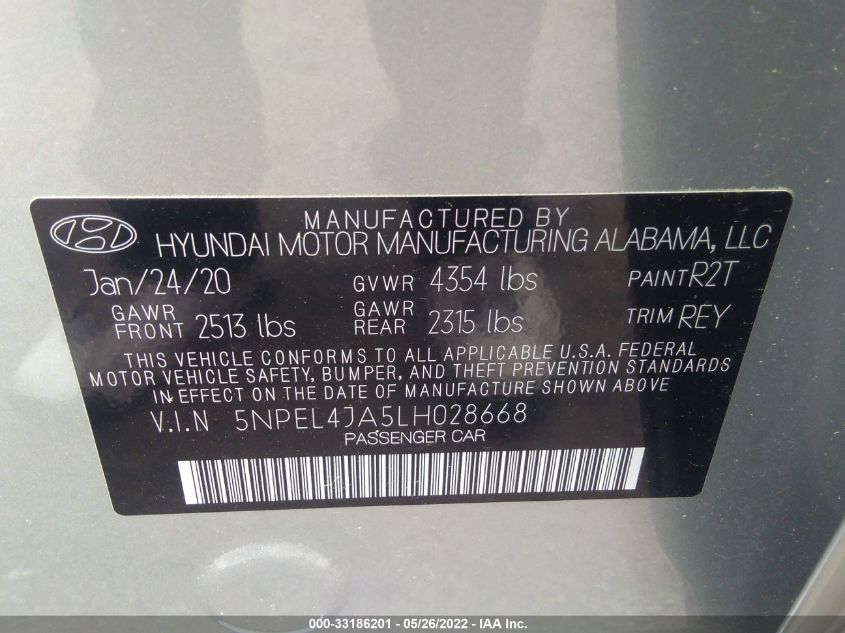 MANUFACTURED BY
HYUNDAI MOTOR MANUFACTURING ALABAMA, LLC
Jan/24/20 GVWR 4354 lbs PAINT R2T
GAWR FRONT 2513 lbs GAWR REAR 2315 lbs TRIM REY
THIS VEHICLE CONFORMS TO ALL APPLICABLE U.S.A. FEDERAL
MOTOR VEHICLE SAFETY, BUMPER, AND THEFT PREVENTION STANDARDS
IN EFFECT ON THE DATE OF MANUFACTURE SHOWN ABOVE
V.I.N 5NPEL4JA5LH028668
PASSENGER CAR
000-33186201 - 05/26/2022 - IAA Inc.